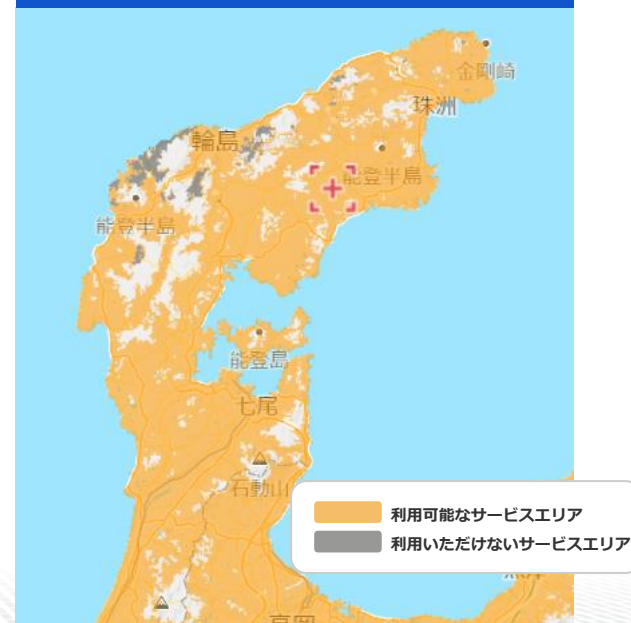 金剛崎
珠洲
輪島
能登半島
能登半島
能登島
七尾
石動山
利用可能なサービスエリア
利用いただけないサービスエリア
高岡